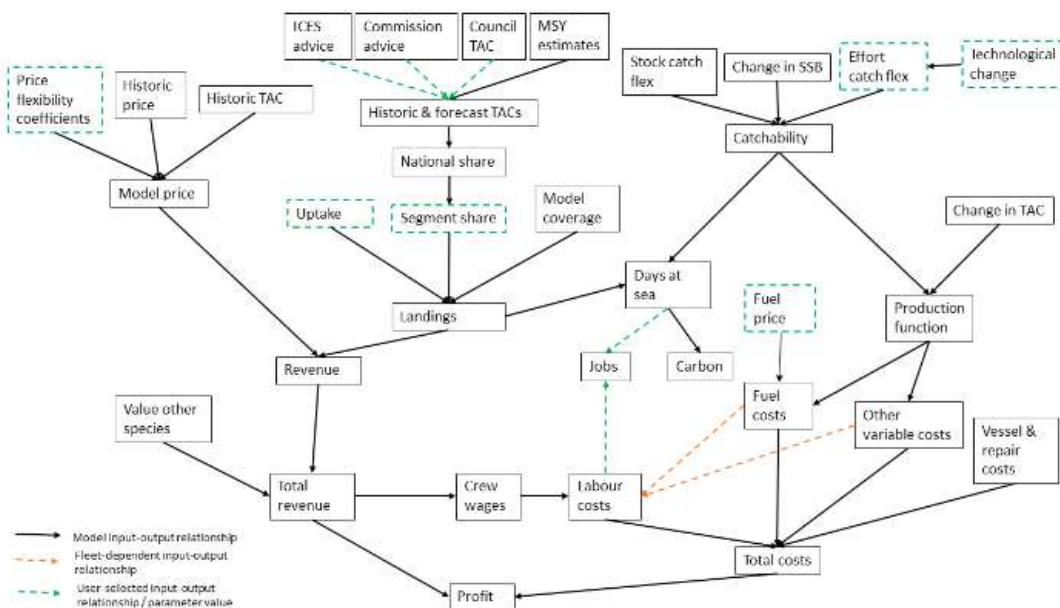 ICES
advice
Commission
advice
Council
TAC
MSY
estimates
Stock catch
flex
Change in SSB
Effort
catch flex
Technological
change
Price
flexibility
coefficients
Historic
price
Historic TAC
Historic & forecast TACs
Catchability
National share
Model price
Uptake
Segment share
Model
coverage
Change in TAC
Days at
sea
Landings
Fuel
price
Production
function
Revenue
Jobs
Carbon
Value other
species
Fuel
costs
Other
variable costs
Vessel &
repair
costs
Total
revenue
Crew
wages
Labour
costs
Model input-output relationship
Fleet-dependent input-output
relationship
User-selected input-output
relationship / parameter value
Total costs
Profit